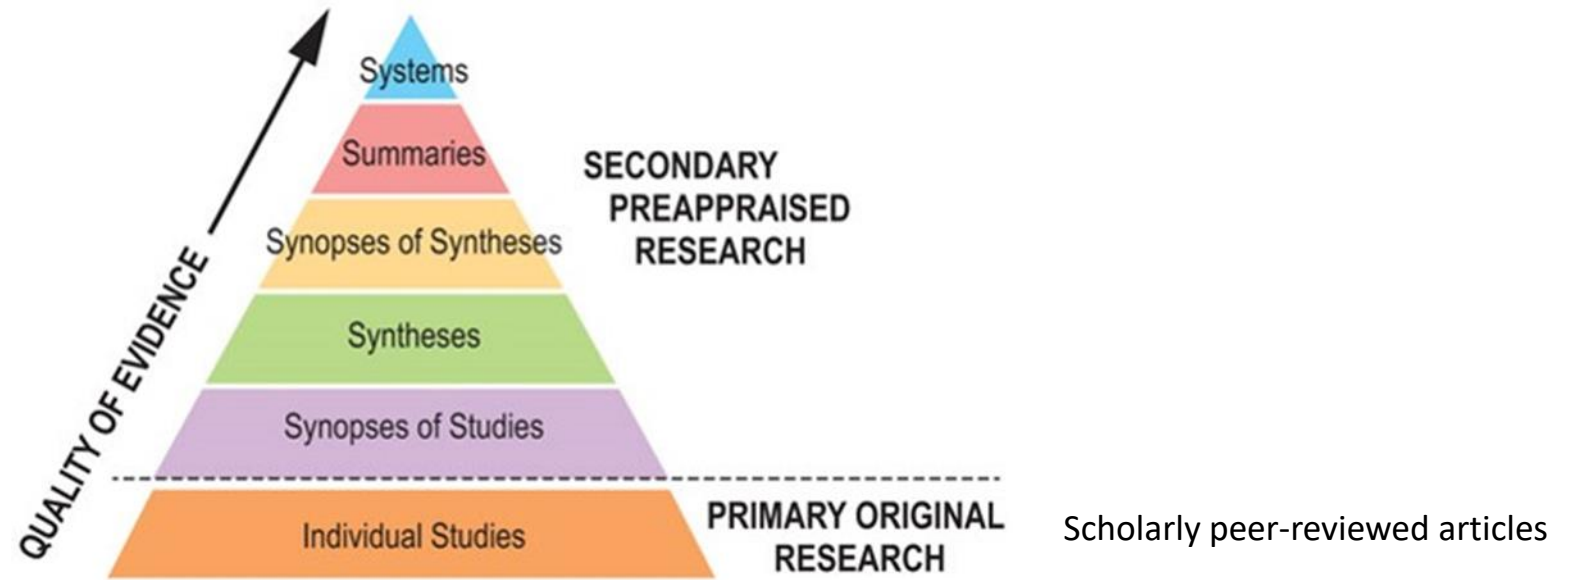 Systems
Summaries
SECONDARY
PREAPPRAISED
RESEARCH
Synopses of Syntheses
Syntheses
Synopses of Studies
QUALITY OF EVIDENCE
Individual Studies
PRIMARY ORIGINAL
RESEARCH
Scholarly peer-reviewed articles